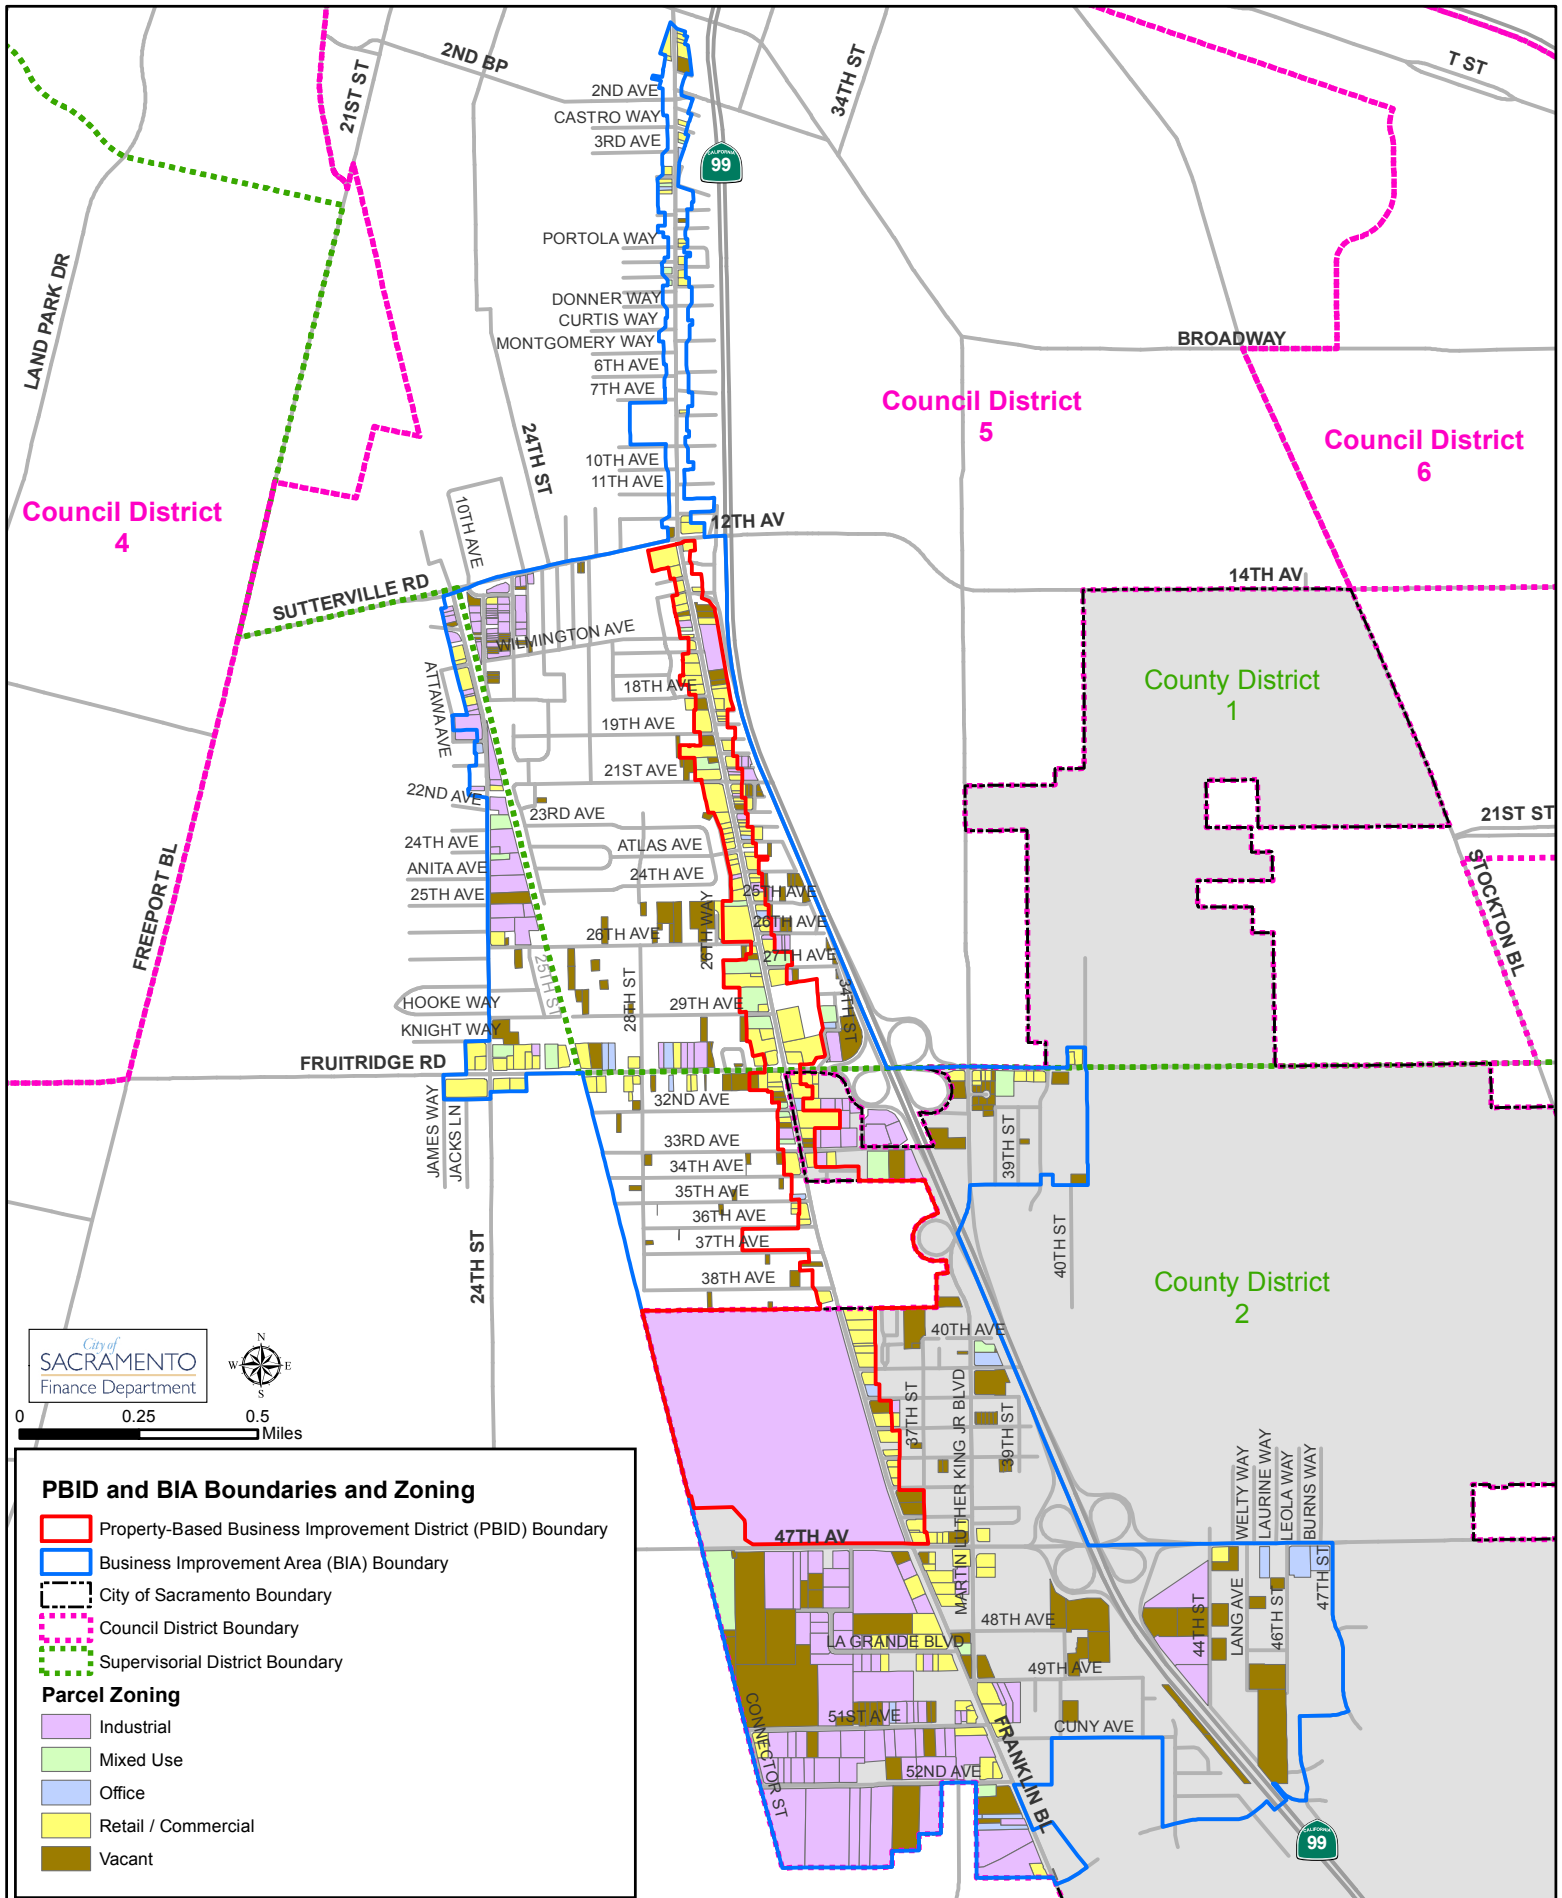 2ND BP
T ST
21ST ST
34TH ST
2ND AVE
CASTRO WAY
3RD AVE
CALIFORNIA
99
PORTOLA WAY
LAND PARK DR
DONNER WAY
CURTIS WAY
MONTGOMERY WAY
6TH AVE
7TH AVE
BROADWAY
Council District
5
Council District
6
24TH ST
10TH AVE
11TH AVE
Council District
4
10TH AVE
12TH AV
14TH AV
SUTTERVILLE RD
WILMINGTON AVE
ATTAWA AVE
18TH AVE
County District
1
19TH AVE
21ST AVE
22ND AVE
23RD AVE
21ST ST
24TH AVE
ATLAS AVE
ANITA AVE
24TH AVE
25TH AVE
25TH AVE
STOCKTON BL
FREEPORT BL
26TH AVE
26TH WAY
26TH AVE
27TH AVE
25TH ST
28TH ST
34TH ST
HOOKE WAY
29TH AVE
KNIGHT WAY
FRUITRIDGE RD
32ND AVE
JAMES WAY
JACKS LN
33RD AVE
39TH ST
34TH AVE
35TH AVE
36TH AVE
37TH AVE
40TH ST
24TH ST
38TH AVE
County District
2
City of
SACRAMENTO
Finance Department
N
W
E
S
40TH AVE
37TH ST
MARTIN LUTHER KING JR BLVD
39TH ST
0
0.25
0.5
Miles
WELTY WAY
LAURINE WAY
LEOLA WAY
BURNS WAY
PBID and BIA Boundaries and Zoning
Property-Based Business Improvement District (PBID) Boundary
Business Improvement Area (BIA) Boundary
City of Sacramento Boundary
Council District Boundary
Supervisorial District Boundary
Parcel Zoning
Industrial
Mixed Use
Office
Retail / Commercial
Vacant
47TH AV
47TH ST
44TH ST
LANG AVE
46TH ST
48TH AVE
LA GRANDE BLVD
49TH AVE
CONNECTOR ST
51ST AVE
CUNY AVE
FRANKLIN BL
52ND AVE
CALIFORNIA
99